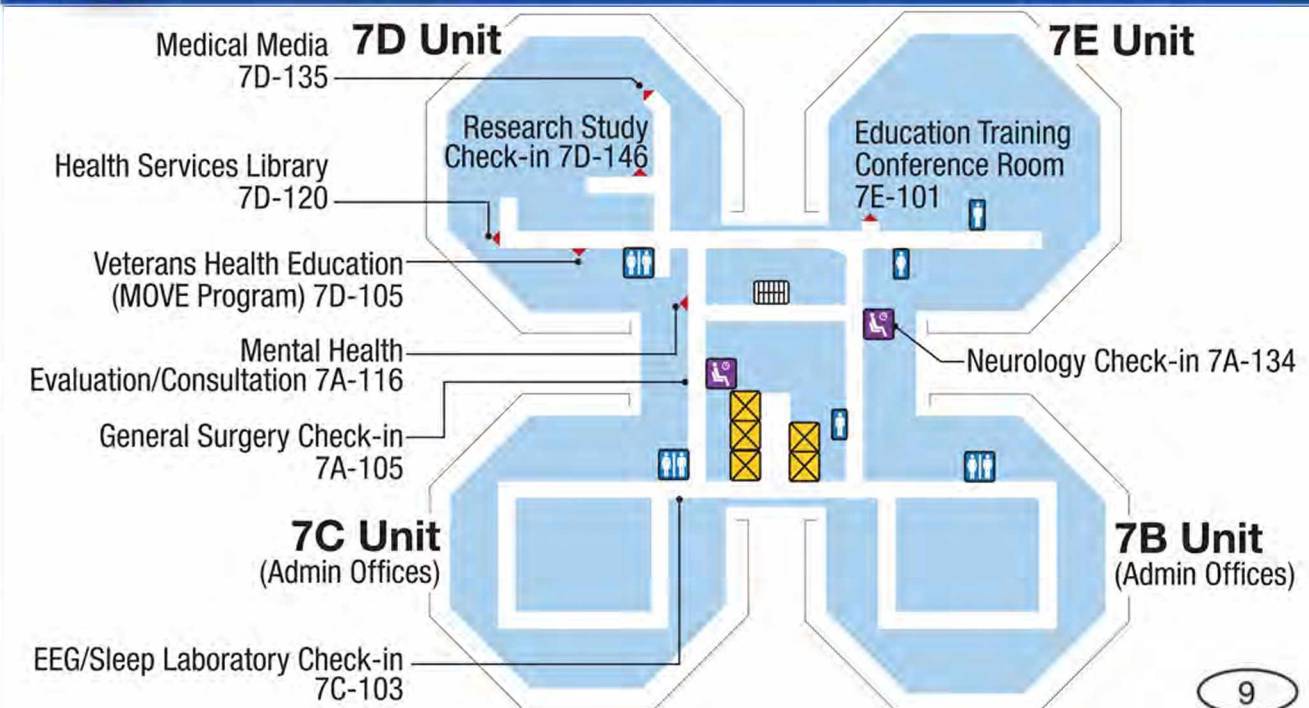 7D Unit
7E Unit
Medical Media
7D-135
Research Study
Check-in 7D-146
Education Training
Conference Room
7E-101
Health Services Library
7D-120
Veterans Health Education
(MOVE Program) 7D-105
Mental Health
Evaluation/Consultation 7A-116
Neurology Check-in 7A-134
General Surgery Check-in
7A-105
7C Unit
(Admin Offices)
7B Unit
(Admin Offices)
EEG/Sleep Laboratory Check-in
7C-103
9